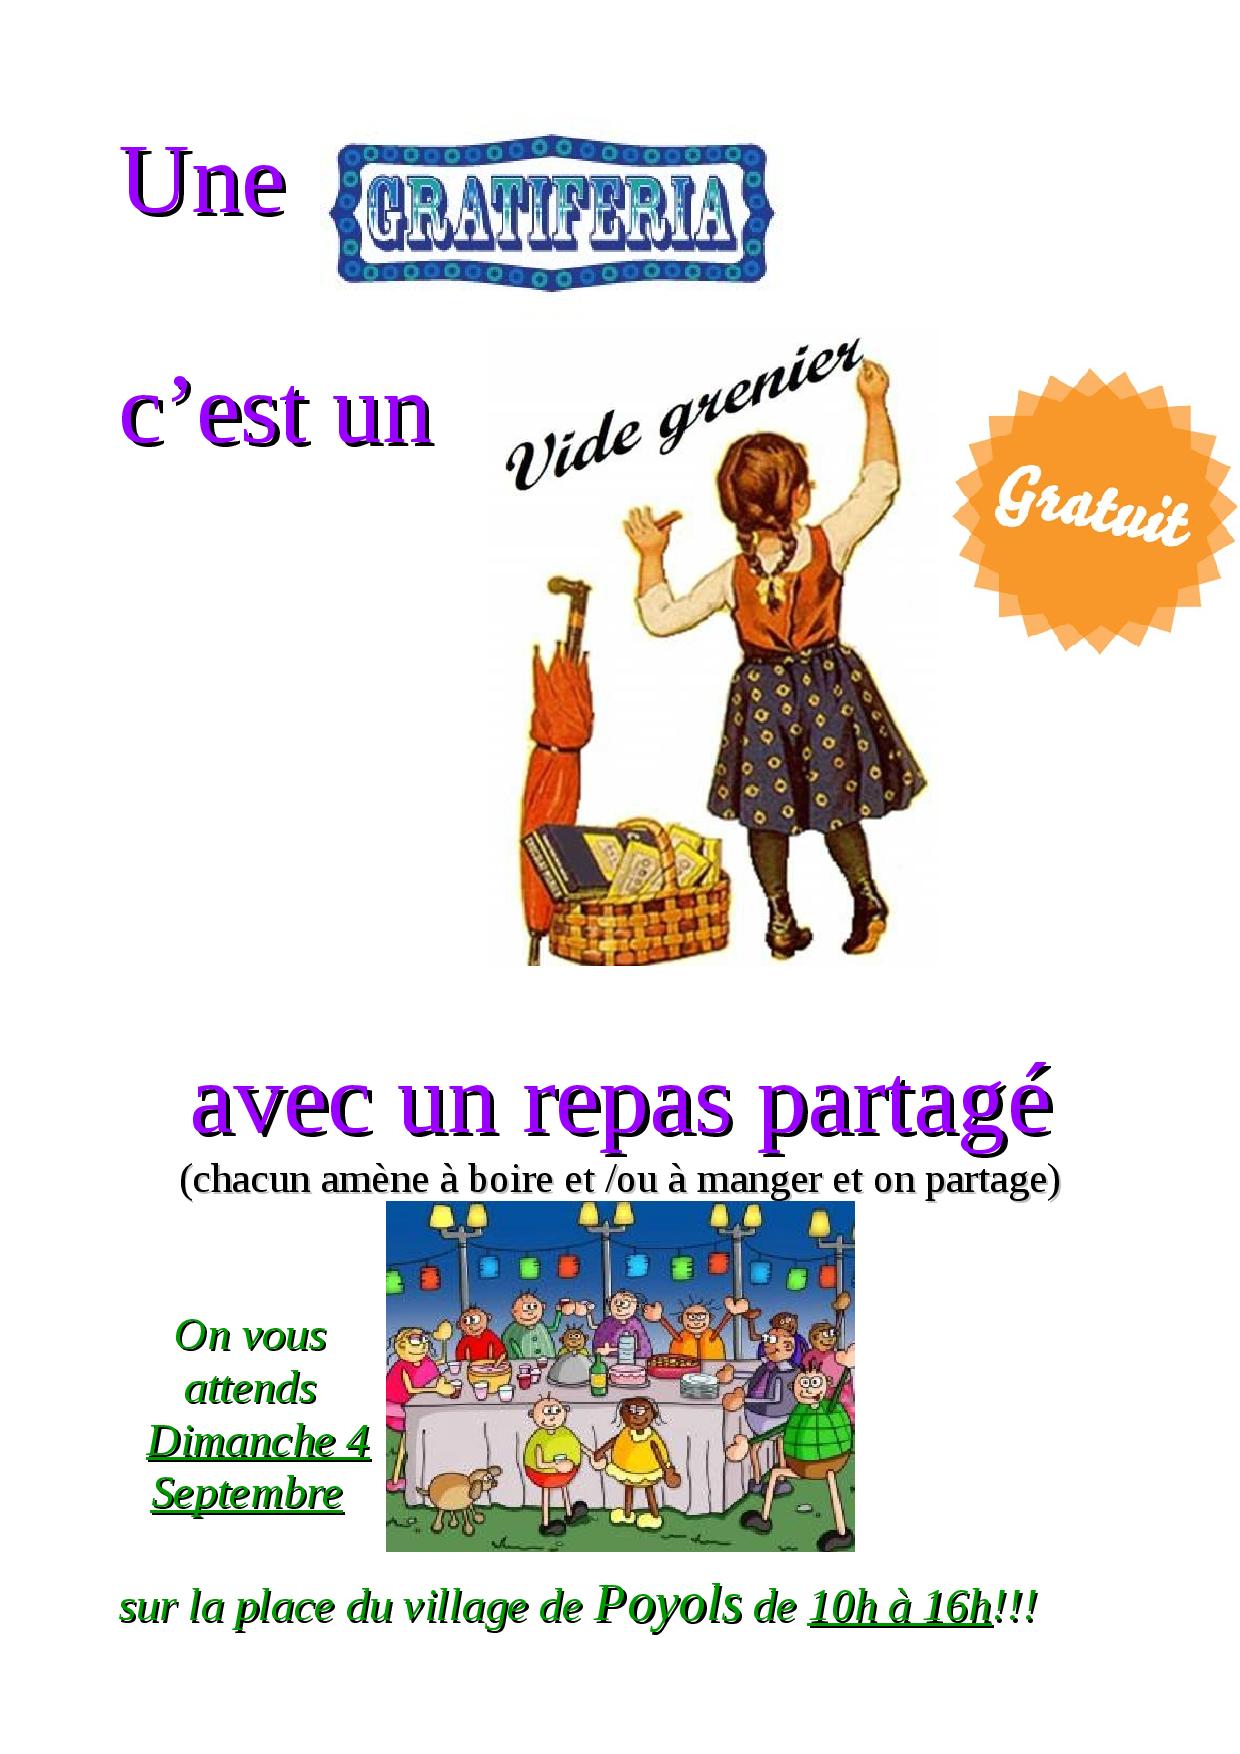 Une
GRATIFERIA
c'est un
Vide grenier
Gratuit
avec un repas partagé
(chacun amène à boire et /ou à manger et on partage)
On vous
attends
Dimanche 4
Septembre
sur la place du village de Poyols de 10h à 16h!!!